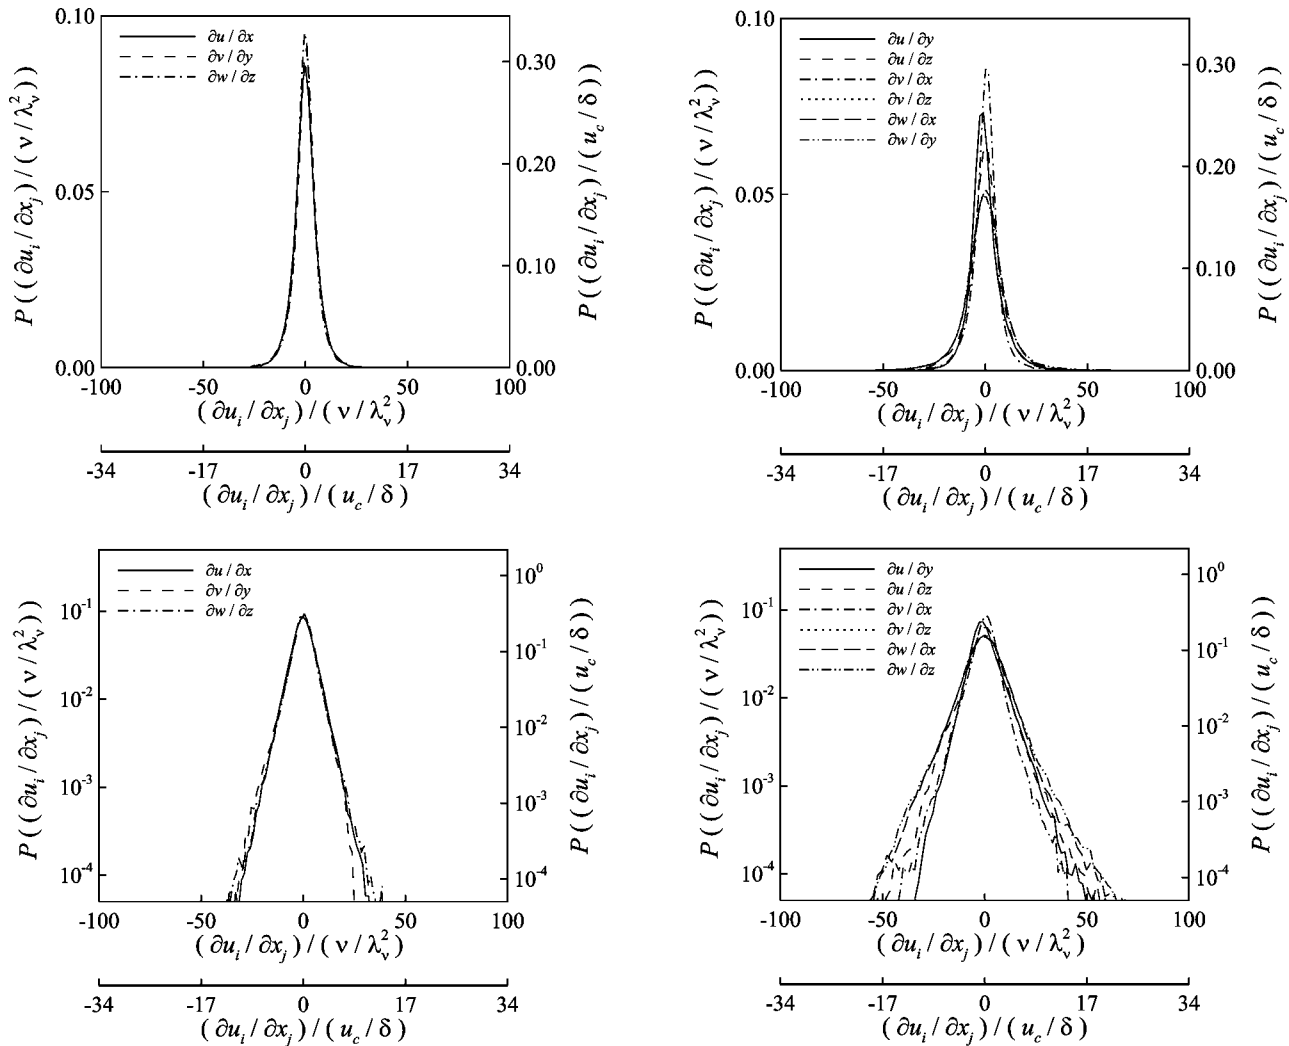 0.10
∂u / ∂x
∂v / ∂y
∂w / ∂z
0.05
0.00
0.30
0.20
0.10
0.00
P ( ( ∂u_i / ∂x_j ) / ( ν / λ_ν^2 ) )
P ( ( ∂u_i / ∂x_j ) / ( u_c / δ ) )
-100 -50 0 50 100
( ∂u_i / ∂x_j ) / ( ν / λ_ν^2 )
-34 -17 0 17 34
( ∂u_i / ∂x_j ) / ( u_c / δ )
0.10
∂u / ∂y
∂u / ∂z
∂v / ∂x
∂v / ∂z
∂w / ∂x
∂w / ∂y
0.05
0.00
0.30
0.20
0.10
0.00
P ( ( ∂u_i / ∂x_j ) / ( ν / λ_ν^2 ) )
P ( ( ∂u_i / ∂x_j ) / ( u_c / δ ) )
-100 -50 0 50 100
( ∂u_i / ∂x_j ) / ( ν / λ_ν^2 )
-34 -17 0 17 34
( ∂u_i / ∂x_j ) / ( u_c / δ )
∂u / ∂x
∂v / ∂y
∂w / ∂z
10^-1
10^-2
10^-3
10^-4
10^0
10^-1
10^-2
10^-3
10^-4
P ( ( ∂u_i / ∂x_j ) / ( ν / λ_ν^2 ) )
P ( ( ∂u_i / ∂x_j ) / ( u_c / δ ) )
-100 -50 0 50 100
( ∂u_i / ∂x_j ) / ( ν / λ_ν^2 )
-34 -17 0 17 34
( ∂u_i / ∂x_j ) / ( u_c / δ )
∂u / ∂y
∂u / ∂z
∂v / ∂x
∂v / ∂z
∂w / ∂x
∂w / ∂z
10^-1
10^-2
10^-3
10^-4
10^0
10^-1
10^-2
10^-3
10^-4
P ( ( ∂u_i / ∂x_j ) / ( ν / λ_ν^2 ) )
P ( ( ∂u_i / ∂x_j ) / ( u_c / δ ) )
-100 -50 0 50 100
( ∂u_i / ∂x_j ) / ( ν / λ_ν^2 )
-34 -17 0 17 34
( ∂u_i / ∂x_j ) / ( u_c / δ )